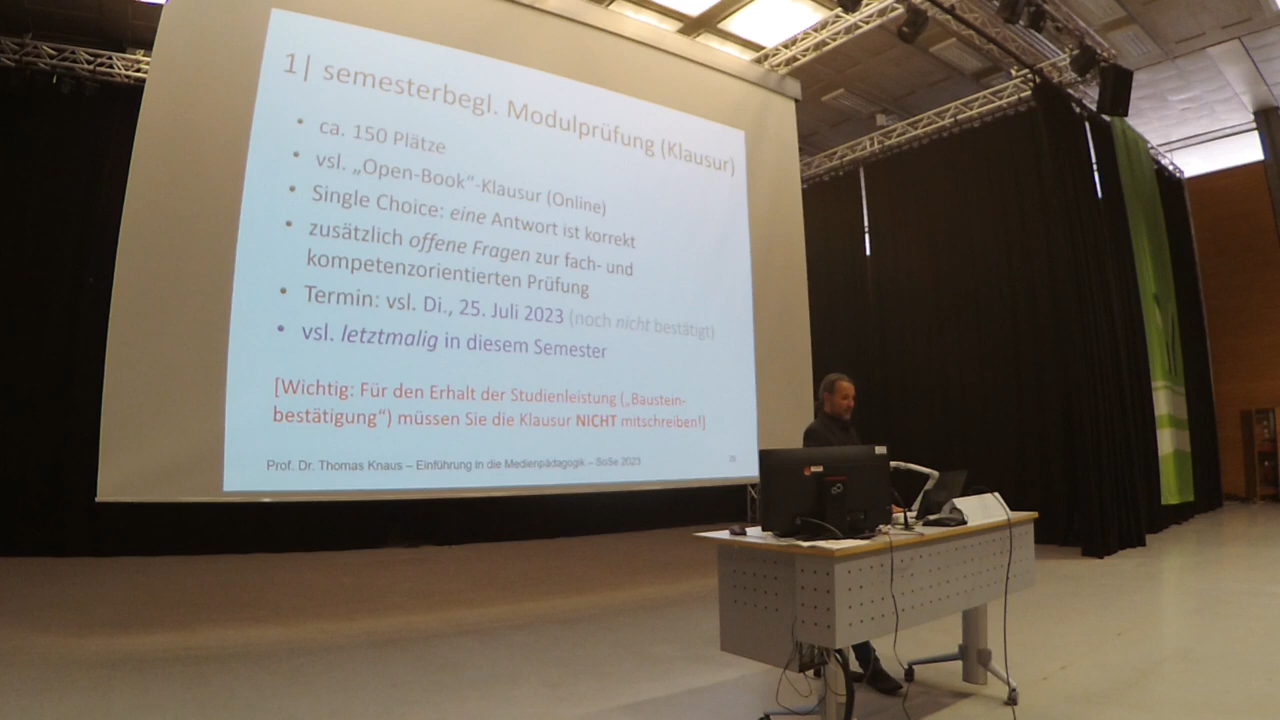 1| semesterbegl. Modulprüfung (Klausur)
• ca. 150 Plätze
• vsl. „Open-Book“-Klausur (Online)
• Single Choice: eine Antwort ist korrekt
• zusätzlich offene Fragen zur fach- und
kompetenzorientierten Prüfung
• Termin: vsl. Di., 25. Juli 2023 (noch nicht bestätigt)
• vsl. letztmalig in diesem Semester
[Wichtig: Für den Erhalt der Studienleistung („Baustein-
bestätigung“) müssen Sie die Klausur NICHT mitschreiben!]
Prof. Dr. Thomas Knaus – Einführung in die Medienpädagogik – SoSe 2023